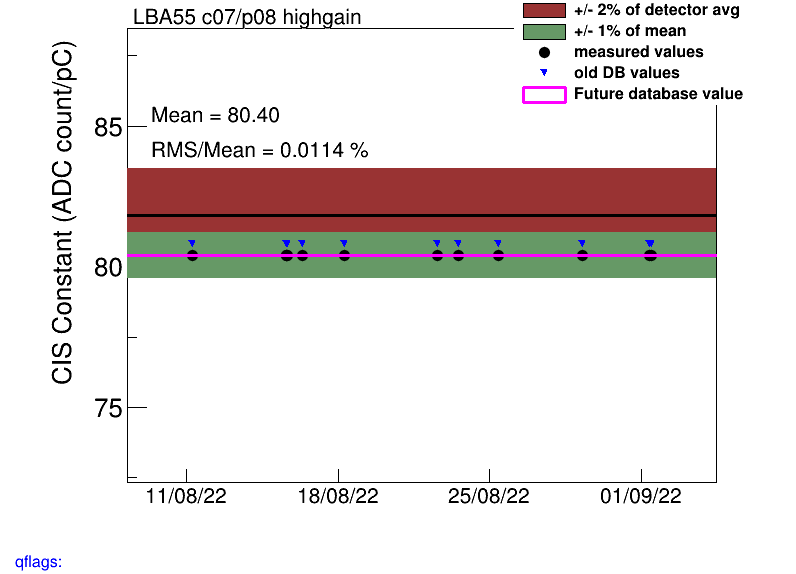 LBA55 c07/p08 highgain
+/- 2% of detector avg
+/- 1% of mean
measured values
old DB values
Future database value
CIS Constant (ADC count/pC)
Mean = 80.40
RMS/Mean = 0.0114 %
85
80
75
11/08/22 18/08/22 25/08/22 01/09/22
qflags: